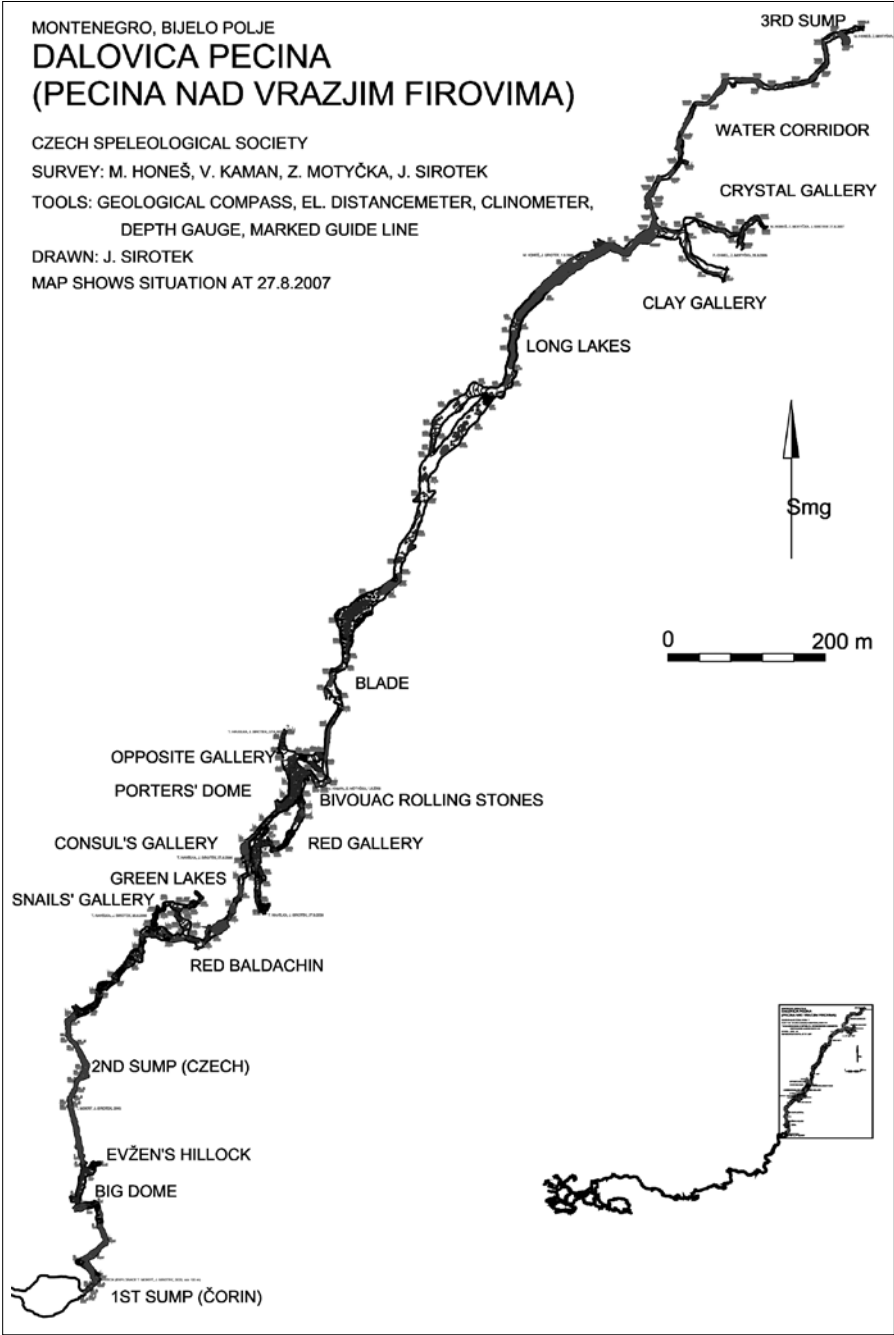 MONTENEGRO, BIJELO POLJE
DALOVICA PECINA
(PECINA NAD VRAZJIM FIROVIMA)
CZECH SPELEOLOGICAL SOCIETY
SURVEY: M. HONEŠ, V. KAMAN, Z. MOTYČKA, J. SIROTEK
TOOLS: GEOLOGICAL COMPASS, EL. DISTANCEMETER, CLINOMETER,
DEPTH GAUGE, MARKED GUIDE LINE
DRAWN: J. SIROTEK
MAP SHOWS SITUATION AT 27.8.2007
3RD SUMP
WATER CORRIDOR
CRYSTAL GALLERY
CLAY GALLERY
LONG LAKES
Smg
0 200 m
BLADE
OPPOSITE GALLERY
PORTERS' DOME
BIVOUAC ROLLING STONES
CONSUL'S GALLERY
RED GALLERY
GREEN LAKES
SNAILS' GALLERY
RED BALDACHIN
2ND SUMP (CZECH)
EVŽEN'S HILLOCK
BIG DOME
1ST SUMP (ČORIN)